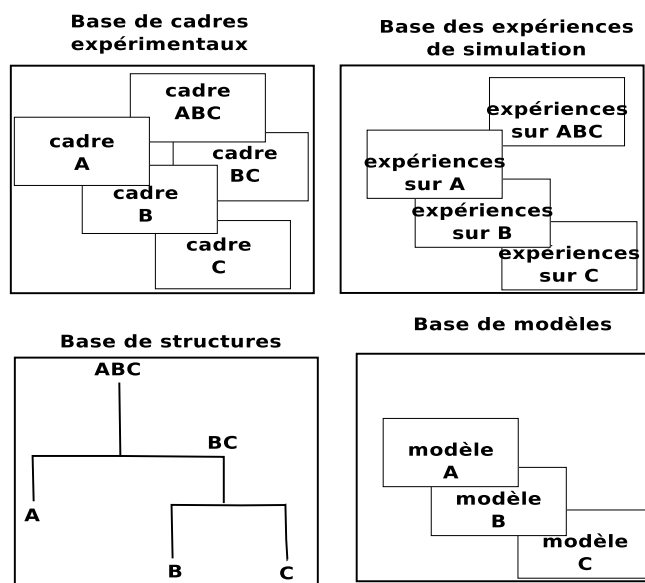 Base de cadres
expérimentaux
cadre
ABC
cadre
A
cadre
BC
cadre
B
cadre
C
Base des expériences
de simulation
expériences
sur ABC
expériences
sur A
expériences
sur B
expériences
sur C
Base de structures
ABC
BC
A
B
C
Base de modèles
modèle
A
modèle
B
modèle
C